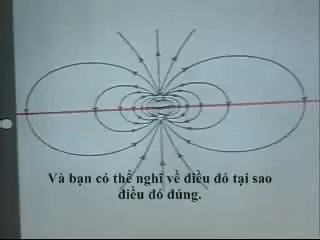 Và bạn có thể nghĩ về điều đó tại sao
điều đó đúng.